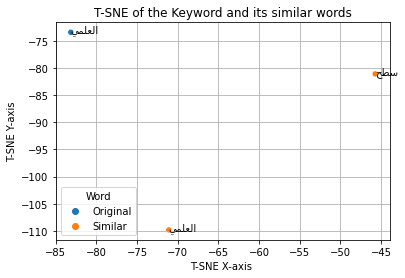 T-SNE of the Keyword and its similar words
T-SNE Y-axis
−75
−80
−85
−90
−95
−100
−105
−110
العلمي
سطح
العلمي
Word
Original
Similar
−85
−80
−75
−70
−65
−60
−55
−50
−45
T-SNE X-axis